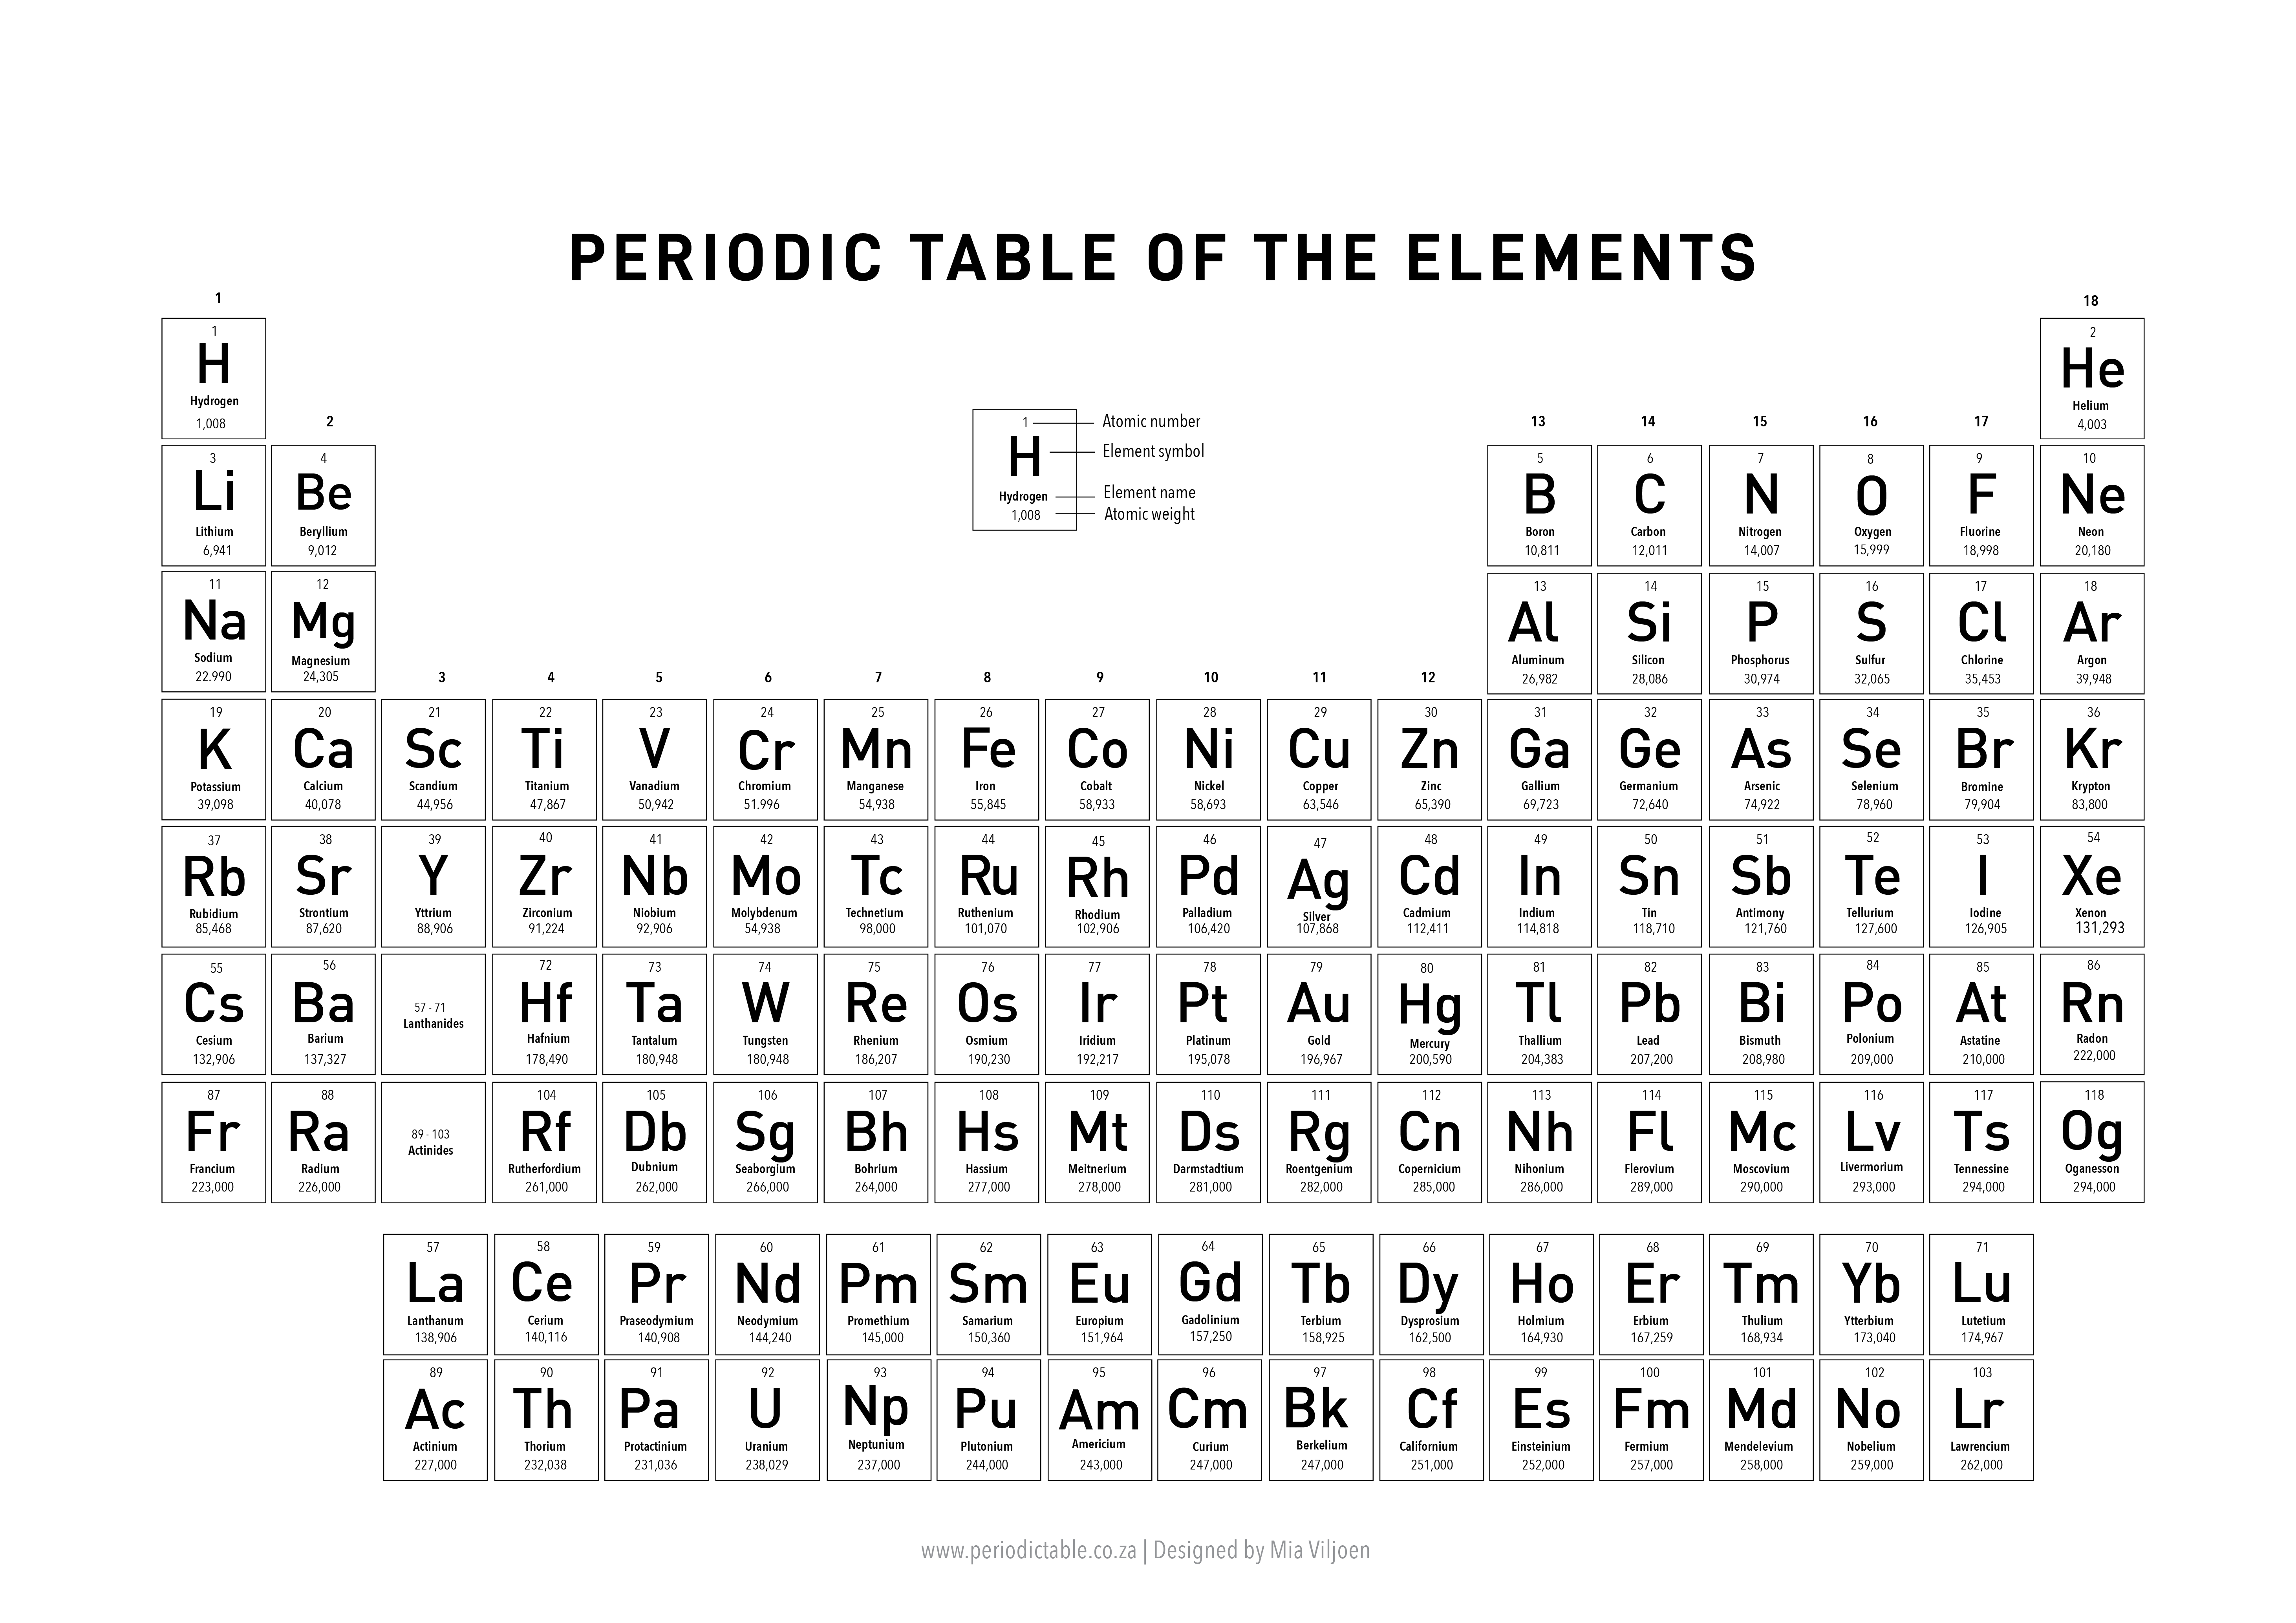 PERIODIC TABLE OF THE ELEMENTS
1 18
1 2
H He
Hydrogen Helium
1,008 4,003
2 13 14 15 16 17
1 Atomic number
H Element symbol
Hydrogen Element name
1,008 Atomic weight
3 4 5 6 7 8 9 10
Li Be B C N O F Ne
Lithium Beryllium Boron Carbon Nitrogen Oxygen Fluorine Neon
6,941 9,012 10,811 12,011 14,007 15,999 18,998 20,180
11 12 13 14 15 16 17 18
Na Mg Al Si P S Cl Ar
Sodium Magnesium Aluminum Silicon Phosphorus Sulfur Chlorine Argon
22.990 24,305 26,982 28,086 30,974 32,065 35,453 39,948
3 4 5 6 7 8 9 10 11 12
19 20 21 22 23 24 25 26 27 28 29 30 31 32 33 34 35 36
K Ca Sc Ti V Cr Mn Fe Co Ni Cu Zn Ga Ge As Se Br Kr
Potassium Calcium Scandium Titanium Vanadium Chromium Manganese Iron Cobalt Nickel Copper Zinc Gallium Germanium Arsenic Selenium Bromine Krypton
39,098 40,078 44,956 47,867 50,942 51.996 54,938 55,845 58,933 58,693 63,546 65,390 69,723 72,640 74,922 78,960 79,904 83,800
37 38 39 40 41 42 43 44 45 46 47 48 49 50 51 52 53 54
Rb Sr Y Zr Nb Mo Tc Ru Rh Pd Ag Cd In Sn Sb Te I Xe
Rubidium Strontium Yttrium Zirconium Niobium Molybdenum Technetium Ruthenium Rhodium Palladium Silver Cadmium Indium Tin Antimony Tellurium Iodine Xenon
85,468 87,620 88,906 91,224 92,906 54,938 98,000 101,070 102,906 106,420 107,868 112,411 114,818 118,710 121,760 127,600 126,905 131,293
55 56 57 - 71 72 73 74 75 76 77 78 79 80 81 82 83 84 85 86
Cs Ba Lanthanides Hf Ta W Re Os Ir Pt Au Hg Tl Pb Bi Po At Rn
Cesium Barium Hafnium Tantalum Tungsten Rhenium Osmium Iridium Platinum Gold Mercury Thallium Lead Bismuth Polonium Astatine Radon
132,906 137,327 178,490 180,948 180,948 186,207 190,230 192,217 195,078 196,967 200,590 204,383 207,200 208,980 209,000 210,000 222,000
87 88 89 - 103 104 105 106 107 108 109 110 111 112 113 114 115 116 117 118
Fr Ra Actinides Rf Db Sg Bh Hs Mt Ds Rg Cn Nh Fl Mc Lv Ts Og
Francium Radium Rutherfordium Dubnium Seaborgium Bohrium Hassium Meitnerium Darmstadtium Roentgenium Copernicium Nihonium Flerovium Moscovium Livermorium Tennessine Oganesson
223,000 226,000 261,000 262,000 266,000 264,000 277,000 278,000 281,000 282,000 285,000 286,000 289,000 290,000 293,000 294,000 294,000
57 58 59 60 61 62 63 64 65 66 67 68 69 70 71
La Ce Pr Nd Pm Sm Eu Gd Tb Dy Ho Er Tm Yb Lu
Lanthanum Cerium Praseodymium Neodymium Promethium Samarium Europium Gadolinium Terbium Dysprosium Holmium Erbium Thulium Ytterbium Lutetium
138,906 140,116 140,908 144,240 145,000 150,360 151,964 157,250 158,925 162,500 164,930 167,259 168,934 173,040 174,967
89 90 91 92 93 94 95 96 97 98 99 100 101 102 103
Ac Th Pa U Np Pu Am Cm Bk Cf Es Fm Md No Lr
Actinium Thorium Protactinium Uranium Neptunium Plutonium Americium Curium Berkelium Californium Einsteinium Fermium Mendelevium Nobelium Lawrencium
227,000 232,038 231,036 238,029 237,000 244,000 243,000 247,000 247,000 251,000 252,000 257,000 258,000 259,000 262,000
www.periodictable.co.za | Designed by Mia Viljoen